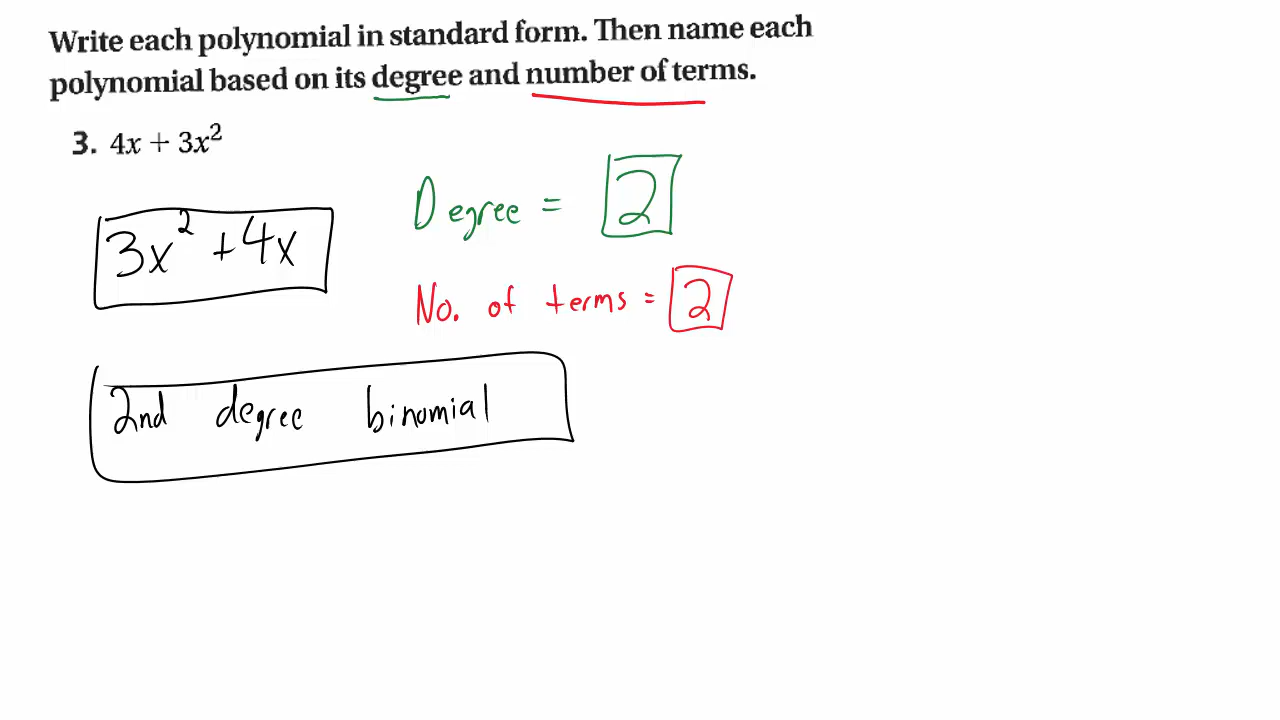 Write each polynomial in standard form. Then name each
polynomial based on its degree and number of terms.
3. 4x + 3x²
3x² + 4x
Degree = 2
No. of terms = 2
2nd degree binomial